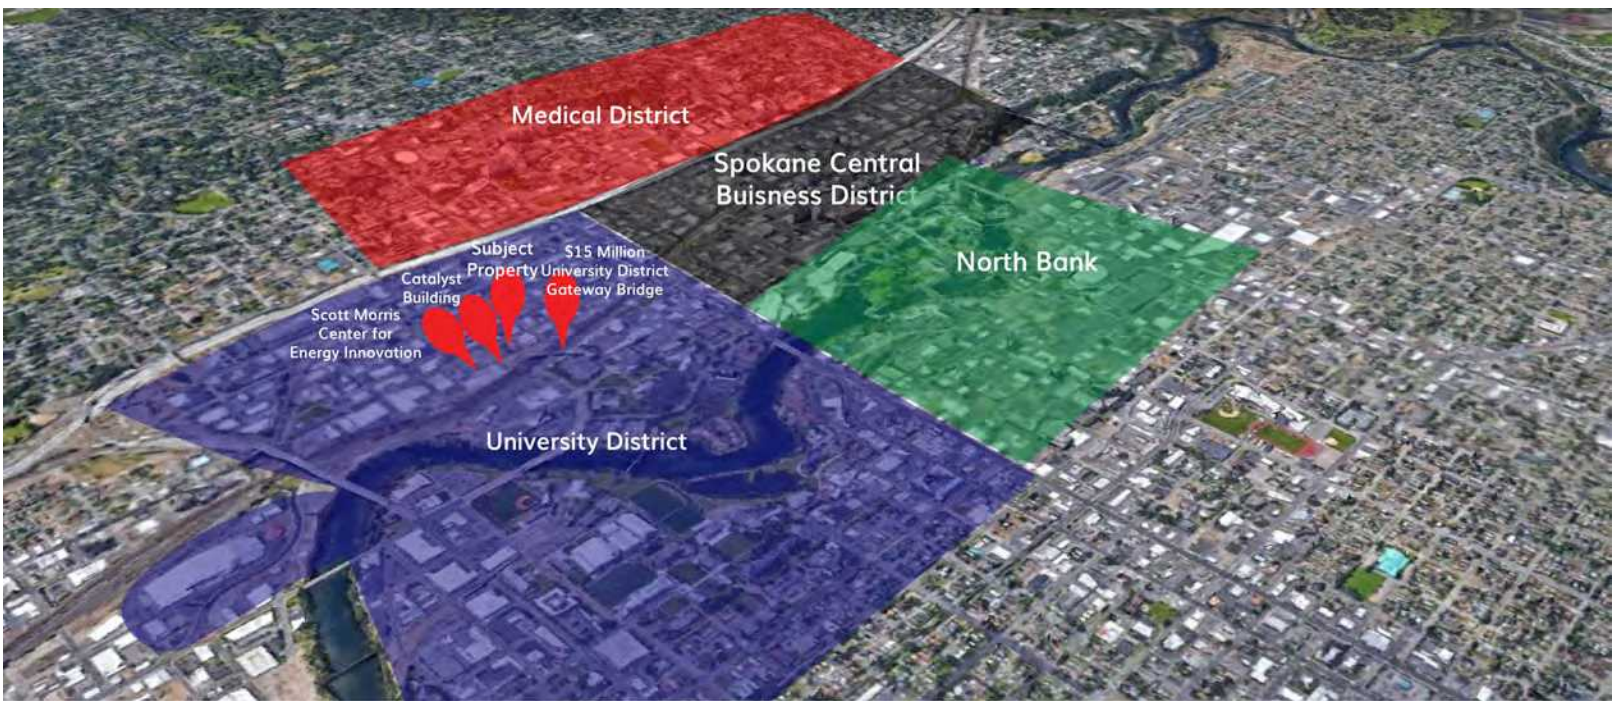 Medical District
Spokane Central
Buisness District
North Bank
Subject
Property
$15 Million
University District
Gateway Bridge
Catalyst
Building
Scott Morris
Center for
Energy Innovation
University District